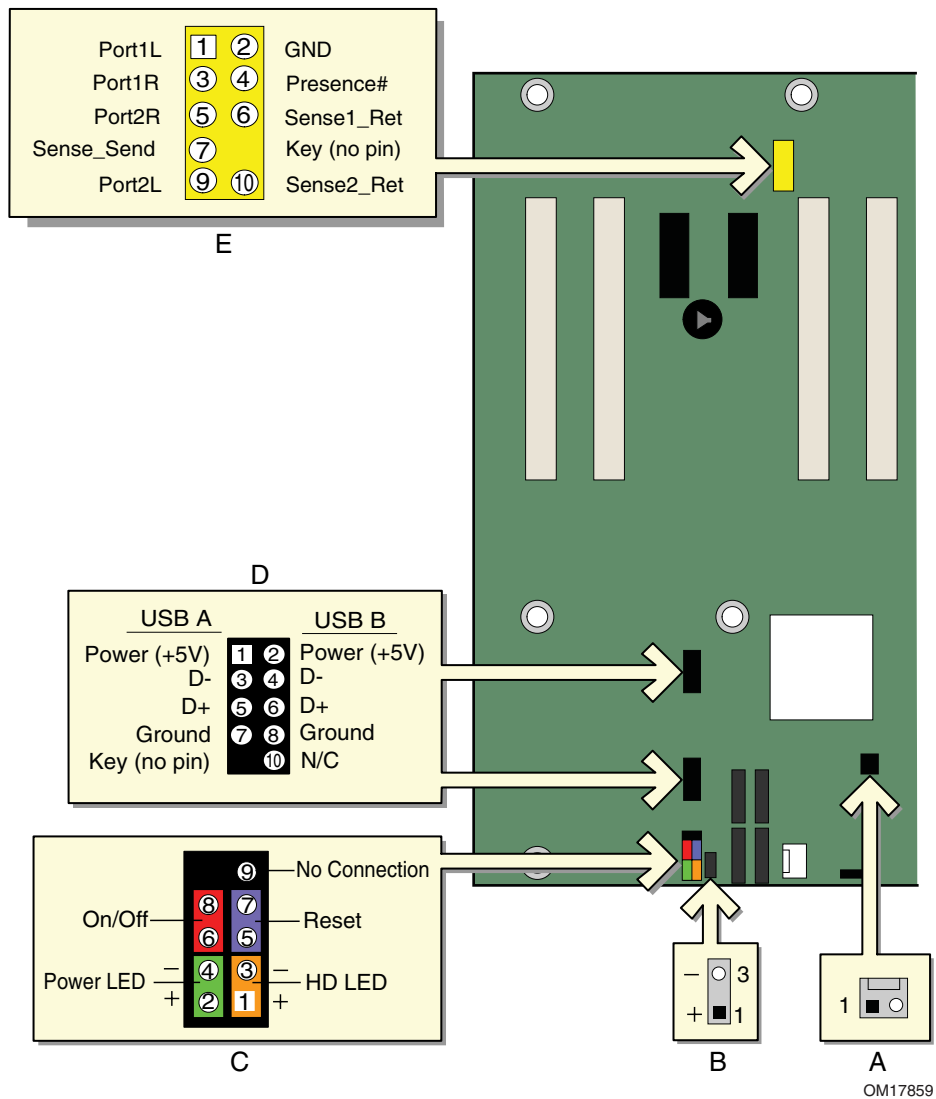 Port1L 1 2 GND
Port1R 3 4 Presence#
Port2R 5 6 Sense1_Ret
Sense_Send 7 Key (no pin)
Port2L 9 10 Sense2_Ret
E
D
USB A USB B
Power (+5V) 1 2 Power (+5V)
D- 3 4 D-
D+ 5 6 D+
Ground 7 8 Ground
Key (no pin) 10 N/C
9 No Connection
On/Off 8 7 Reset
6 5
Power LED − 4 3 − HD LED
+ 2 1 +
C
− 3
+ 1
B
1
A
OM17859